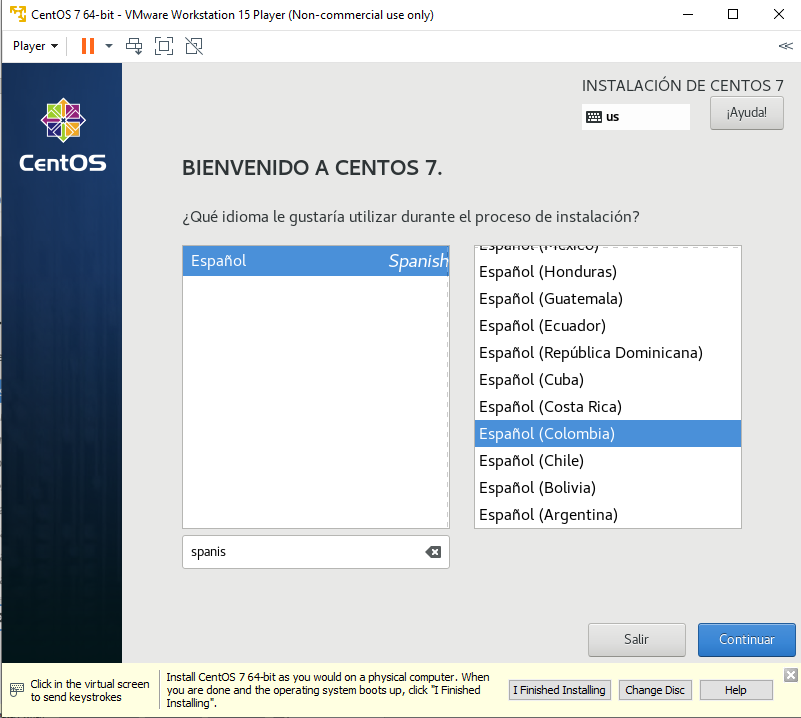 CentOS 7 64-bit - VMware Workstation 15 Player (Non-commercial use only)
Player
INSTALACIÓN DE CENTOS 7
us
¡Ayuda!
CentOS
BIENVENIDO A CENTOS 7.
¿Qué idioma le gustaría utilizar durante el proceso de instalación?
Español Spanish
Español (México)
Español (Honduras)
Español (Guatemala)
Español (Ecuador)
Español (República Dominicana)
Español (Cuba)
Español (Costa Rica)
Español (Colombia)
Español (Chile)
Español (Bolivia)
Español (Argentina)
spanis
Salir
Continuar
Click in the virtual screen
to send keystrokes
Install CentOS 7 64-bit as you would on a physical computer. When
you are done and the operating system boots up, click "I Finished
Installing".
I Finished Installing
Change Disc
Help